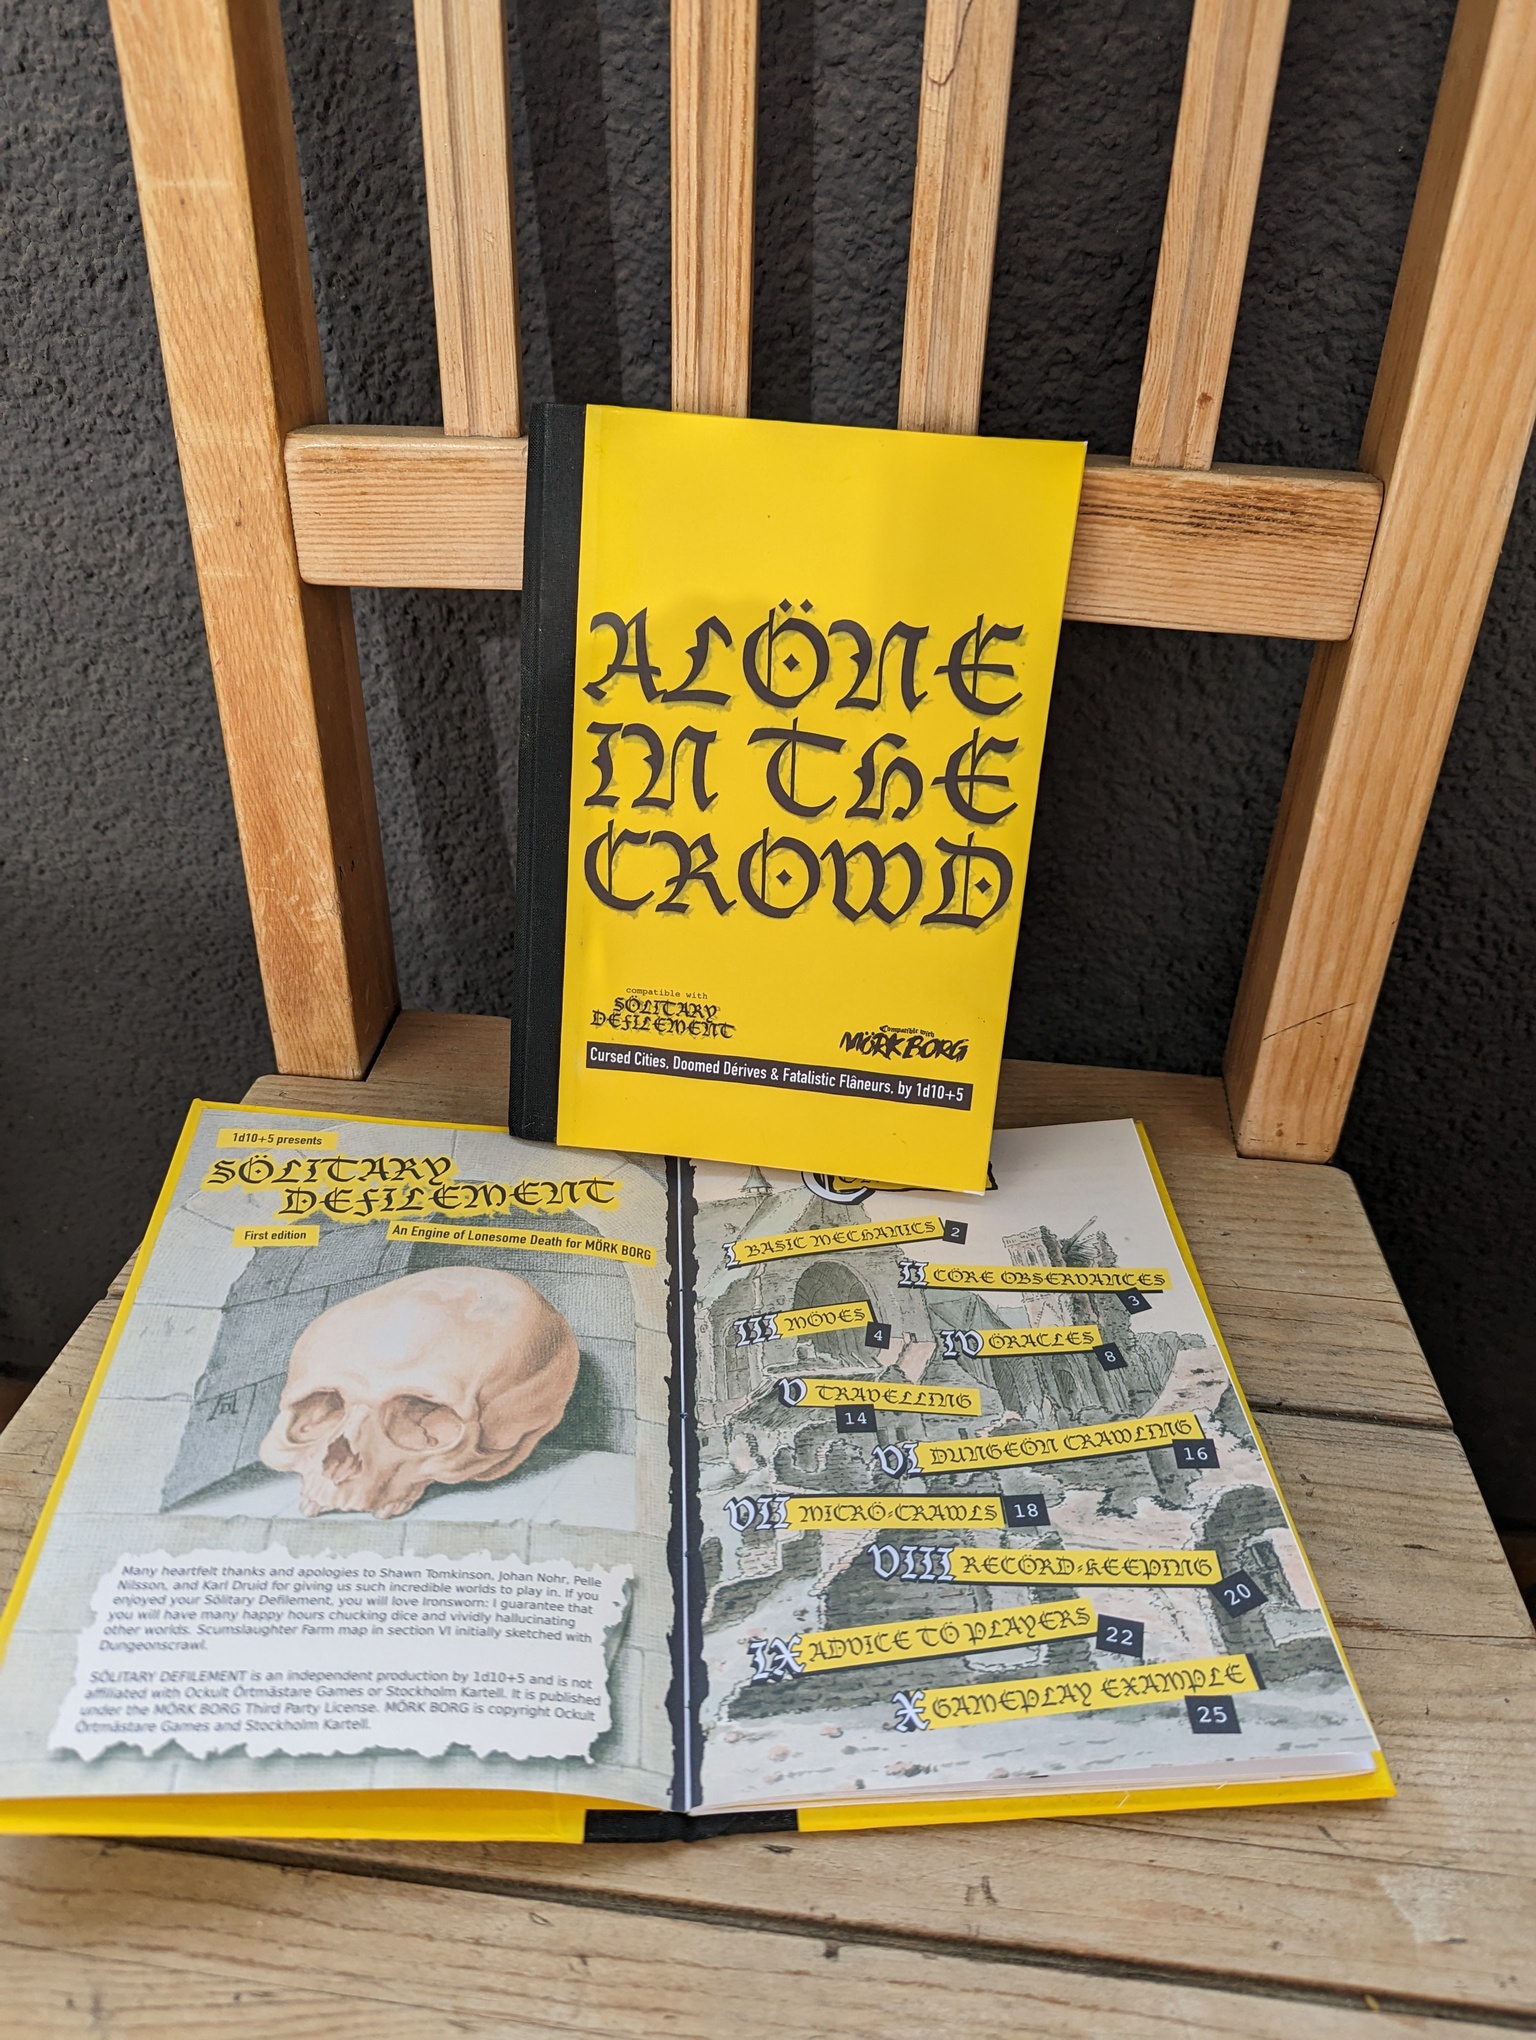 ALÖNE
IN THE
CROWD
compatible with
SÖLITARY
DEFILEMENT
Compatible with
MÖRK BORG
Cursed Cities, Doomed Dérives & Fatalistic Flâneurs, by 1d10+5
1d10+5 presents
SÖLITARY
DEFILEMENT
First edition
An Engine of Lonesome Death for MÖRK BORG
Many heartfelt thanks and apologies to Shawn Tomkinson, Johan Nohr, Pelle
Nilsson, and Karl Druid for giving us such incredible worlds to play in. If you
enjoyed your Sölitary Defilement, you will love Ironsworn: I guarantee that
you will have many happy hours chucking dice and vividly hallucinating
other worlds. Scumslaughter Farm map in section VI initially sketched with
Dungeonscrawl.
SÖLITARY DEFILEMENT is an independent production by 1d10+5 and is not
affiliated with Ockult Örtmästare Games or Stockholm Kartell. It is published
under the MÖRK BORG Third Party License. MÖRK BORG is copyright Ockult
Örtmästare Games and Stockholm Kartell.
I BASIC MECHANICS 2
II CÖRE OBSERVANCES 3
III MÖVES 4
IV ÖRACLES 8
V TRAVELLING 14
VI DUNGEÖN CRAWLING 16
VII MICRÖ-CRAWLS 18
VIII RECÖRD-KEEPING 20
IX ADVICE TÖ PLAYERS 22
X GAMEPLAY EXAMPLE 25